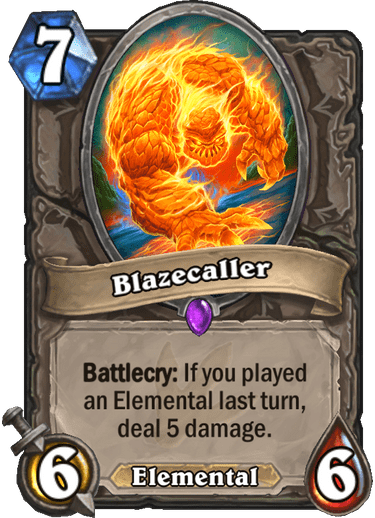 7
Blazecaller
Battlecry: If you played
an Elemental last turn,
deal 5 damage.
6
Elemental
6